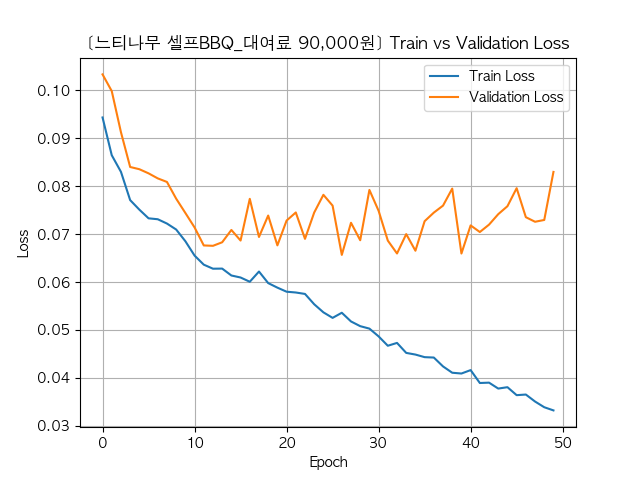 [느티나무 셀프BBQ_대여료 90,000원] Train vs Validation Loss
Train Loss
Validation Loss
Loss
0.10
0.09
0.08
0.07
0.06
0.05
0.04
0.03
0
10
20
30
40
50
Epoch